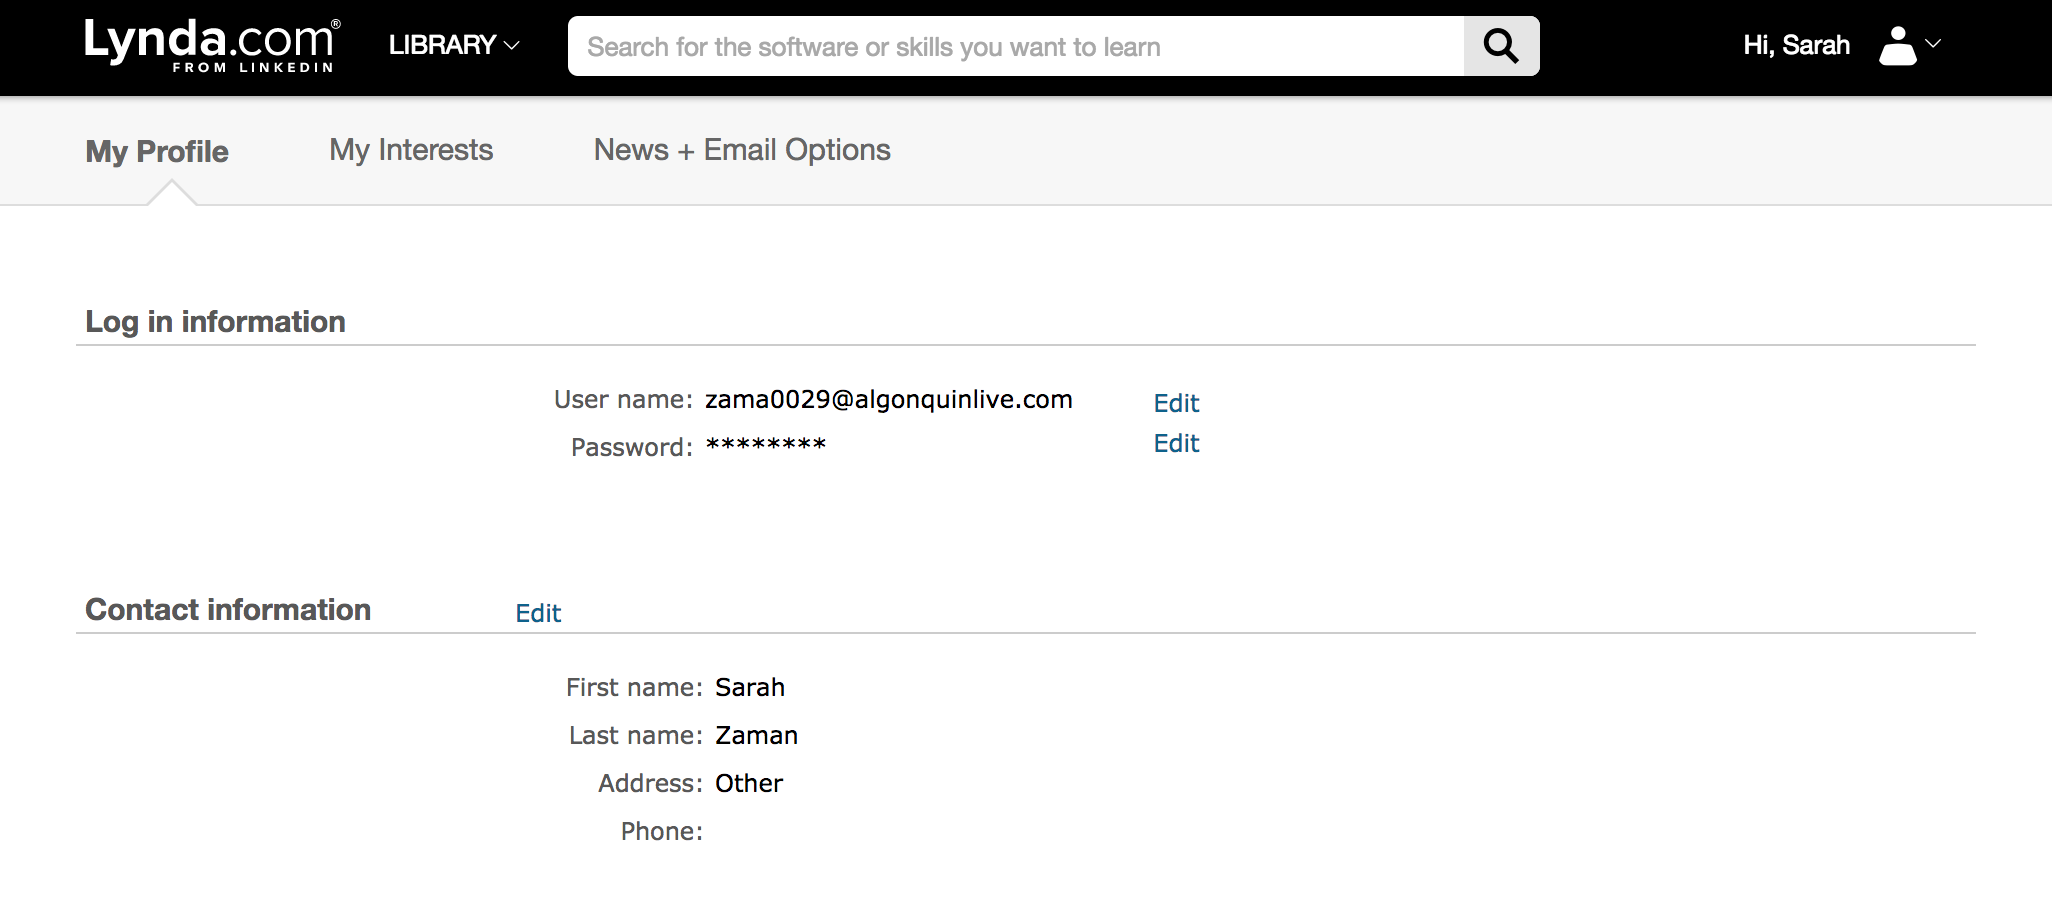 Lynda.com®
FROM LINKEDIN
LIBRARY
Search for the software or skills you want to learn
Hi, Sarah
My Profile
My Interests
News + Email Options
Log in information
User name: zama0029@algonquinlive.com Edit
Password: ******** Edit
Contact information Edit
First name: Sarah
Last name: Zaman
Address: Other
Phone: